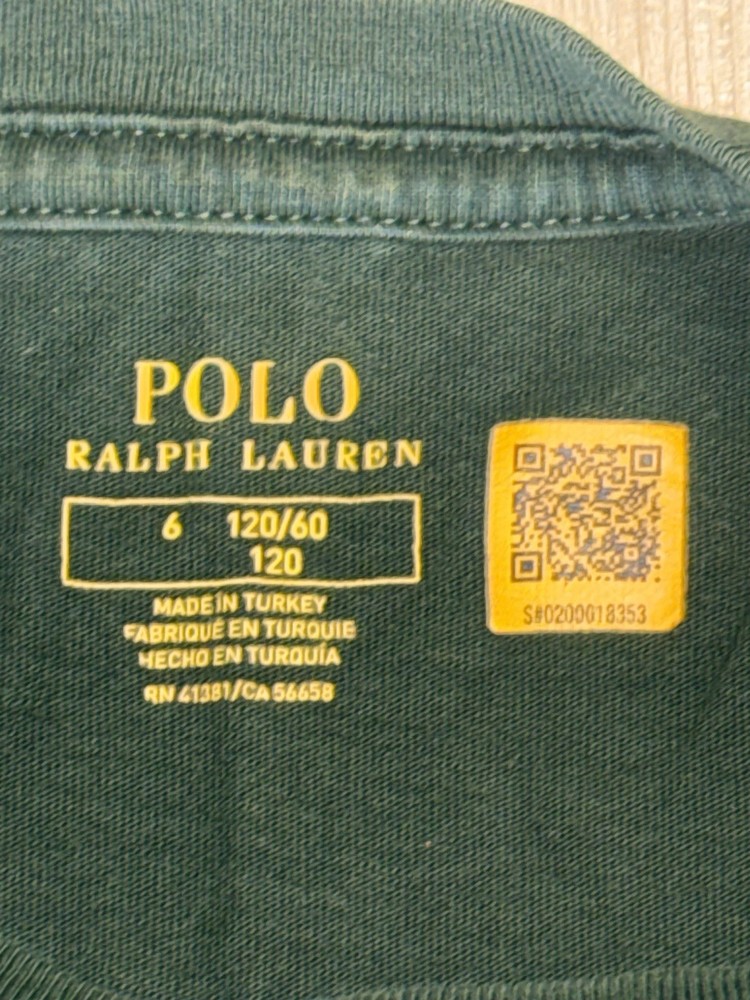 POLO
RALPH LAUREN
6 120/60
120
MADE IN TURKEY
FABRIQUÉ EN TURQUIE
HECHO EN TURQUÍA
RN 41381/CA 56658
S#0200018353